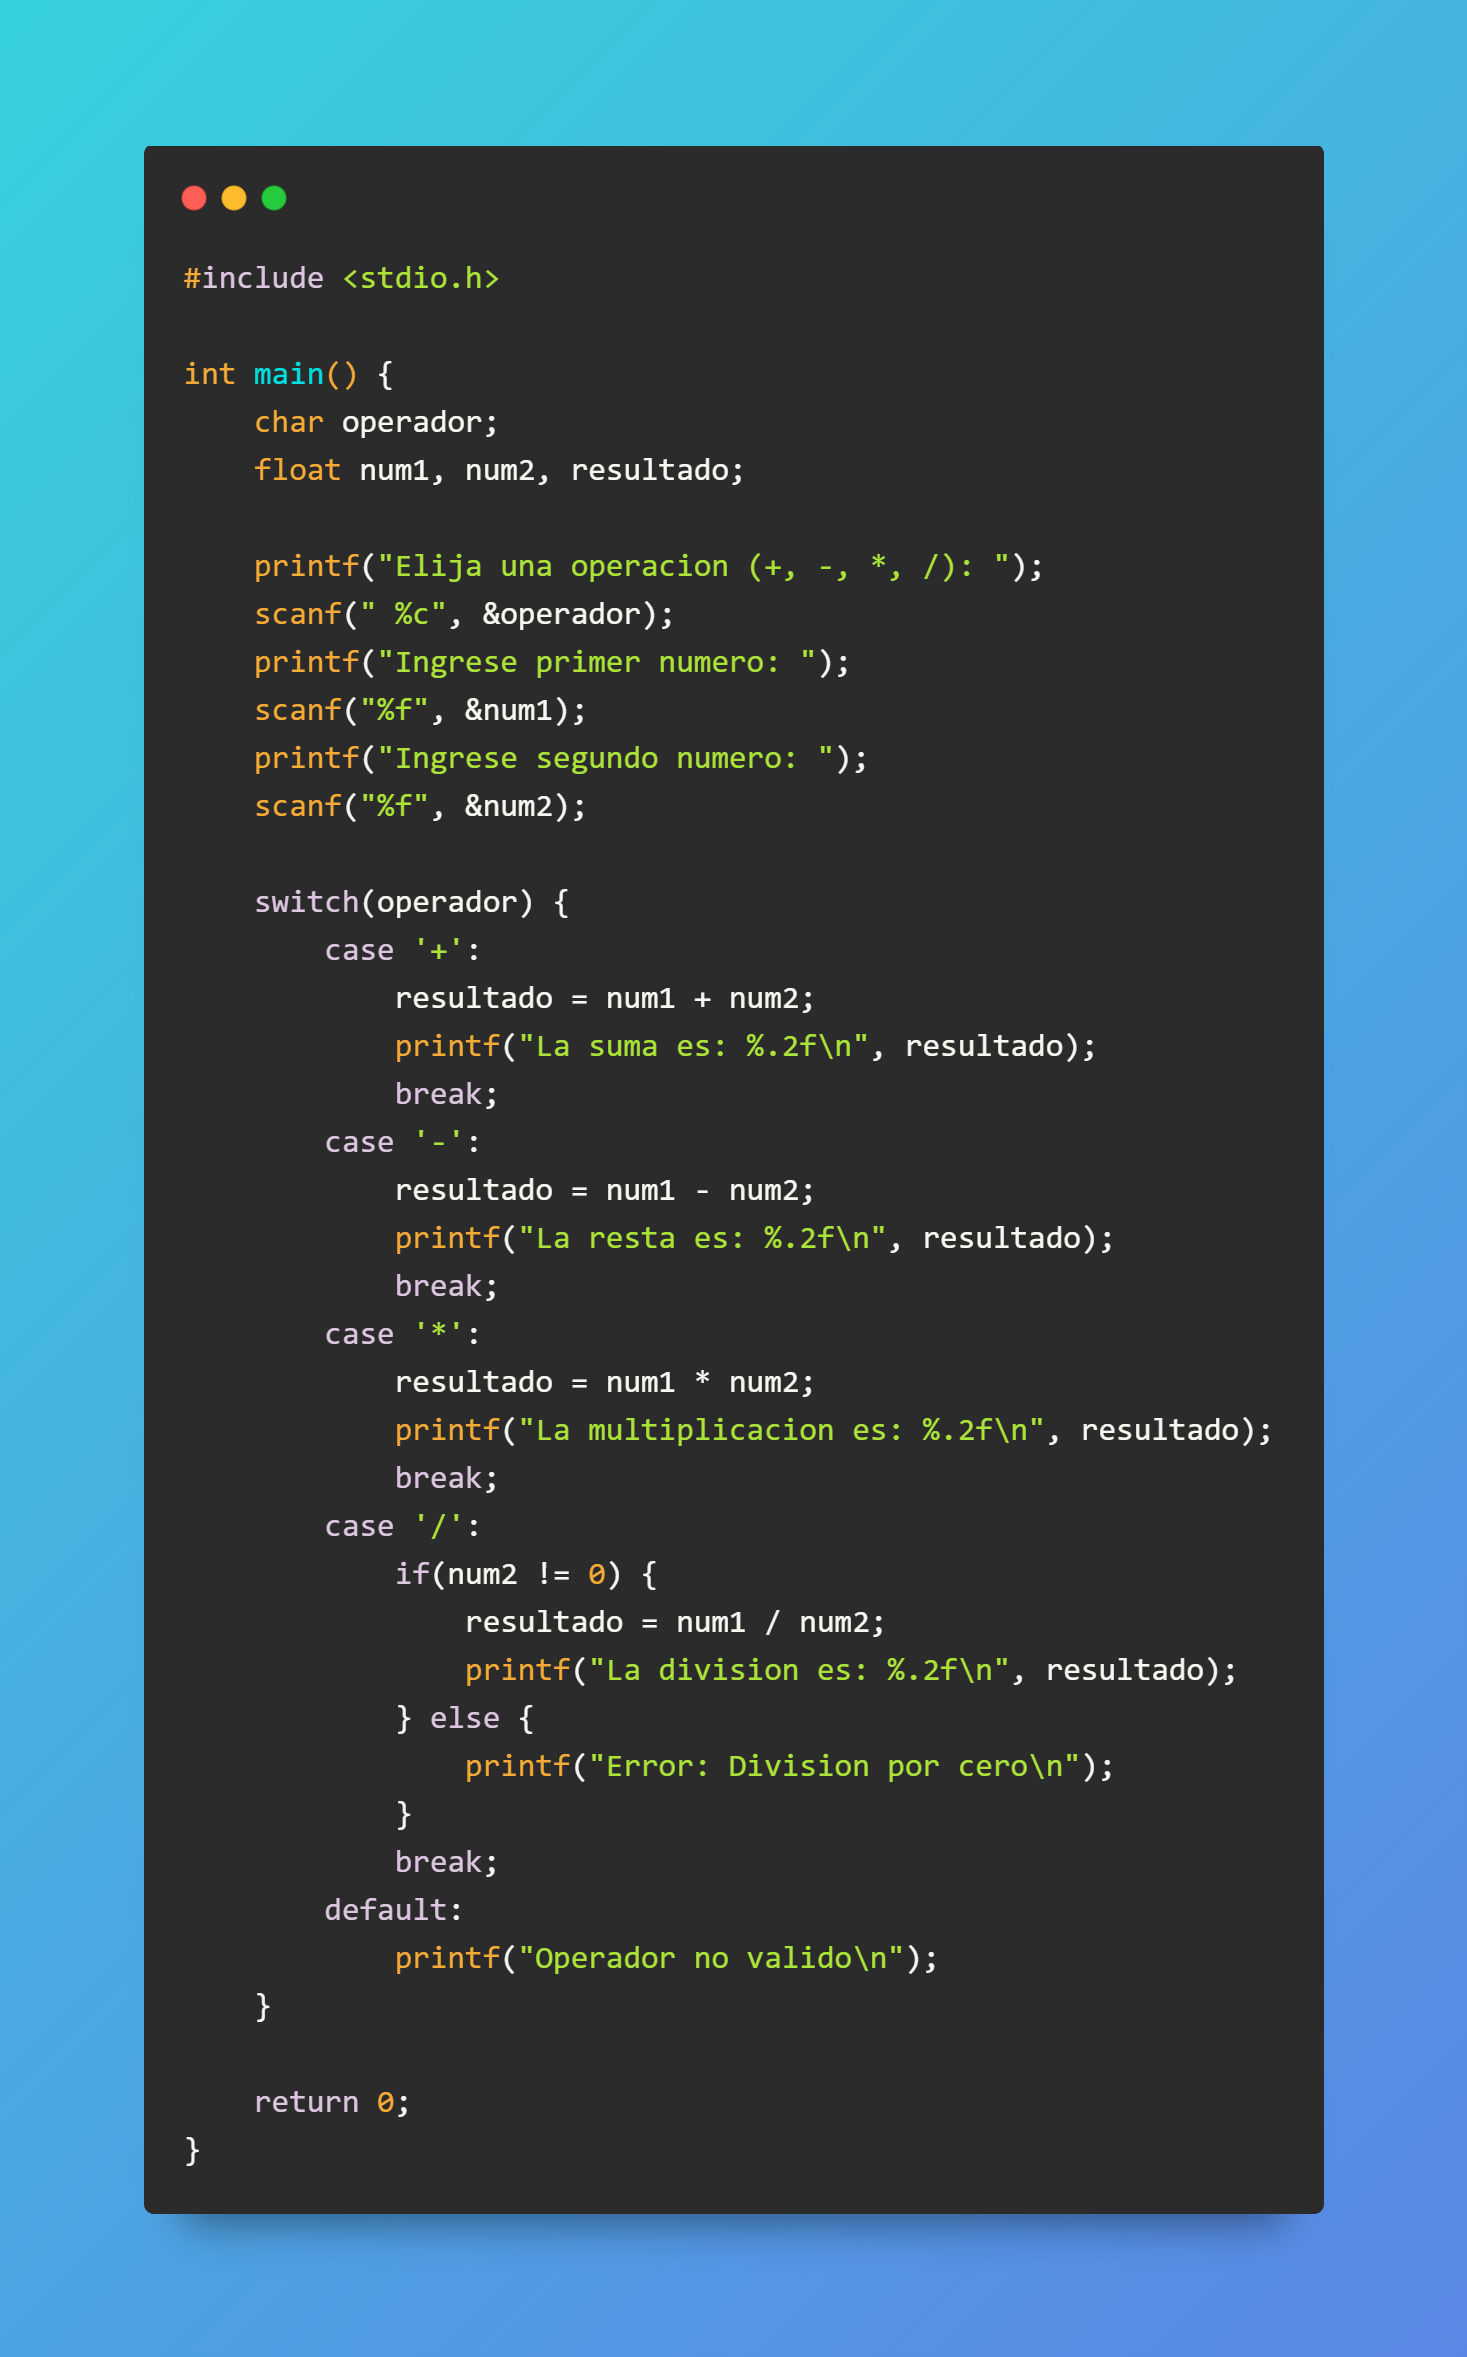 #include <stdio.h>

int main() {
    char operador;
    float num1, num2, resultado;

    printf("Elija una operacion (+, -, *, /): ");
    scanf(" %c", &operador);
    printf("Ingrese primer numero: ");
    scanf("%f", &num1);
    printf("Ingrese segundo numero: ");
    scanf("%f", &num2);

    switch(operador) {
        case '+':
            resultado = num1 + num2;
            printf("La suma es: %.2f\n", resultado);
            break;
        case '-':
            resultado = num1 - num2;
            printf("La resta es: %.2f\n", resultado);
            break;
        case '*':
            resultado = num1 * num2;
            printf("La multiplicacion es: %.2f\n", resultado);
            break;
        case '/':
            if(num2 != 0) {
                resultado = num1 / num2;
                printf("La division es: %.2f\n", resultado);
            } else {
                printf("Error: Division por cero\n");
            }
            break;
        default:
            printf("Operador no valido\n");
    }

    return 0;
}